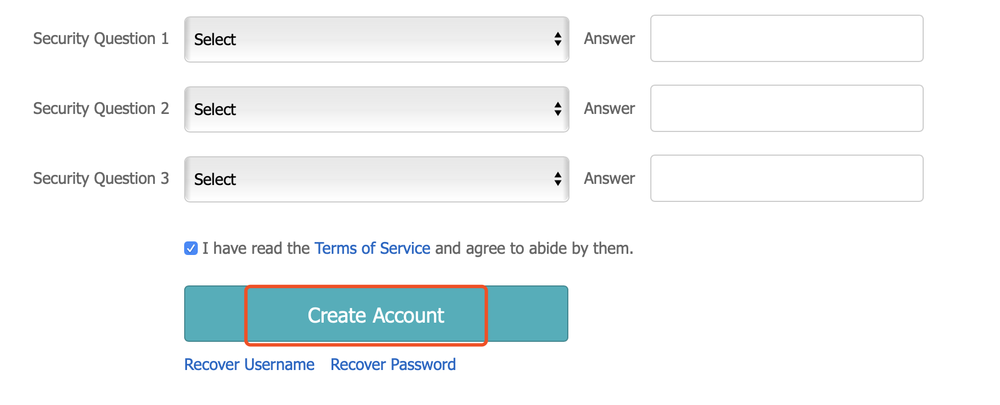 Security Question 1 Select Answer
Security Question 2 Select Answer
Security Question 3 Select Answer
I have read the Terms of Service and agree to abide by them.
Create Account
Recover Username Recover Password